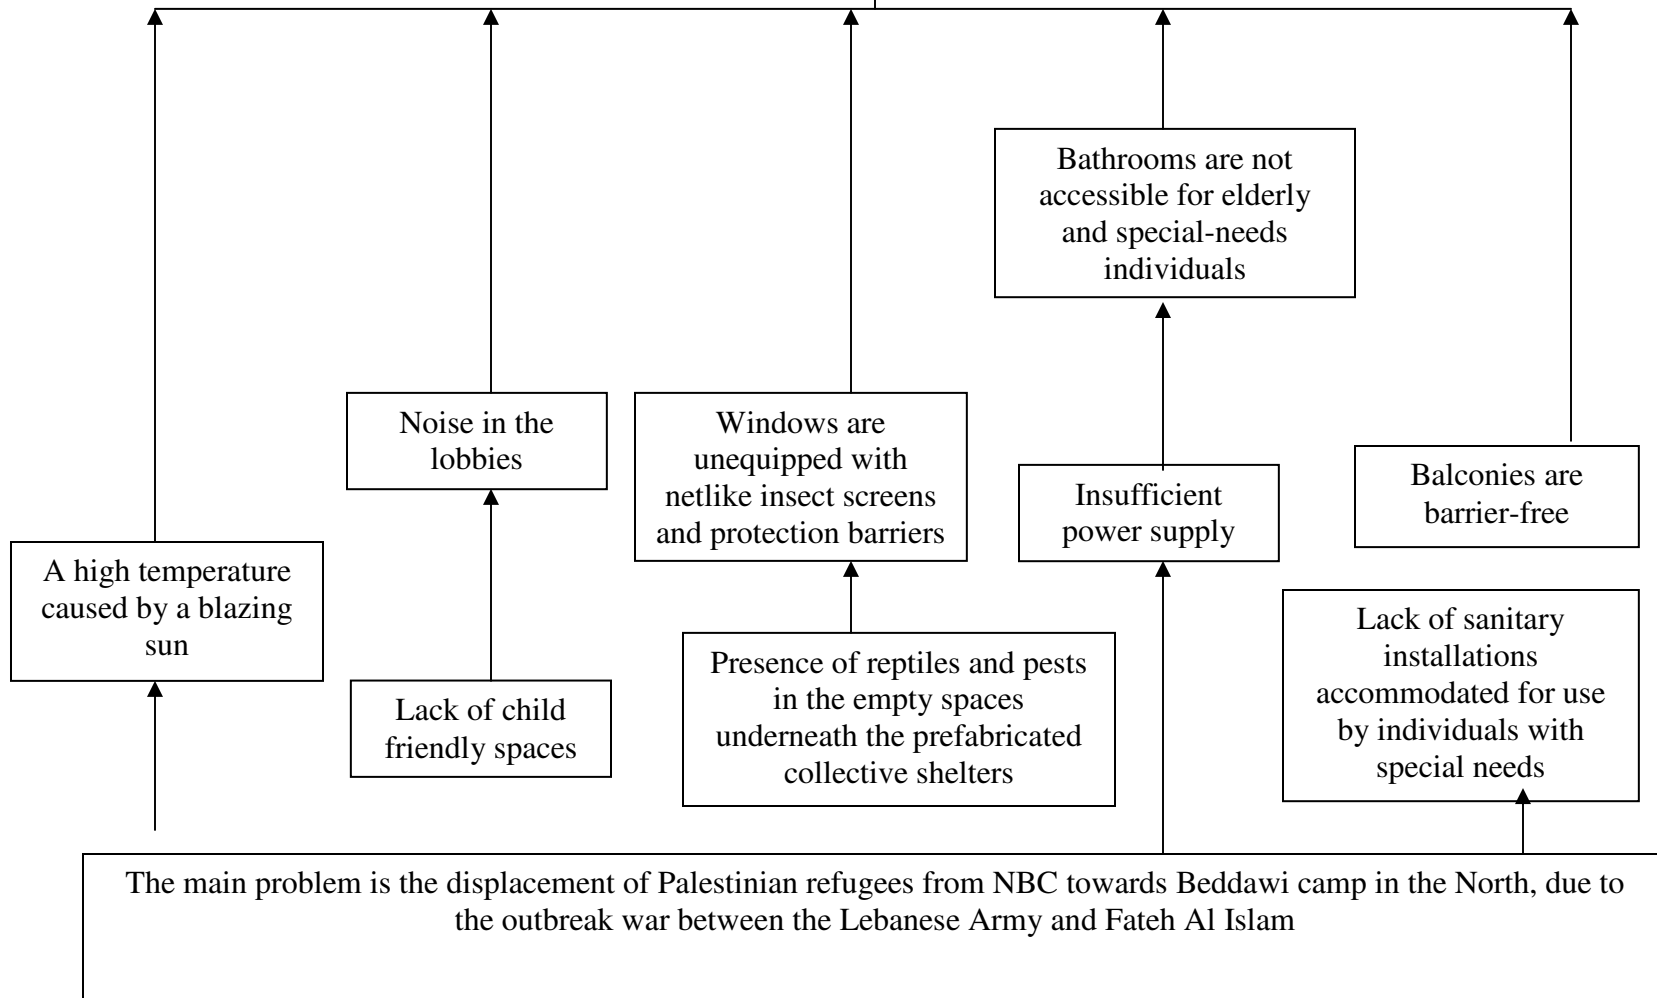 Bathrooms are not
accessible for elderly
and special-needs
individuals
Noise in the
lobbies
Windows are
unequipped with
netlike insect screens
and protection barriers
Insufficient
power supply
Balconies are
barrier-free
A high temperature
caused by a blazing
sun
Lack of child
friendly spaces
Presence of reptiles and pests
in the empty spaces
underneath the prefabricated
collective shelters
Lack of sanitary
installations
accommodated for use
by individuals with
special needs
The main problem is the displacement of Palestinian refugees from NBC towards Beddawi camp in the North, due to
the outbreak war between the Lebanese Army and Fateh Al Islam